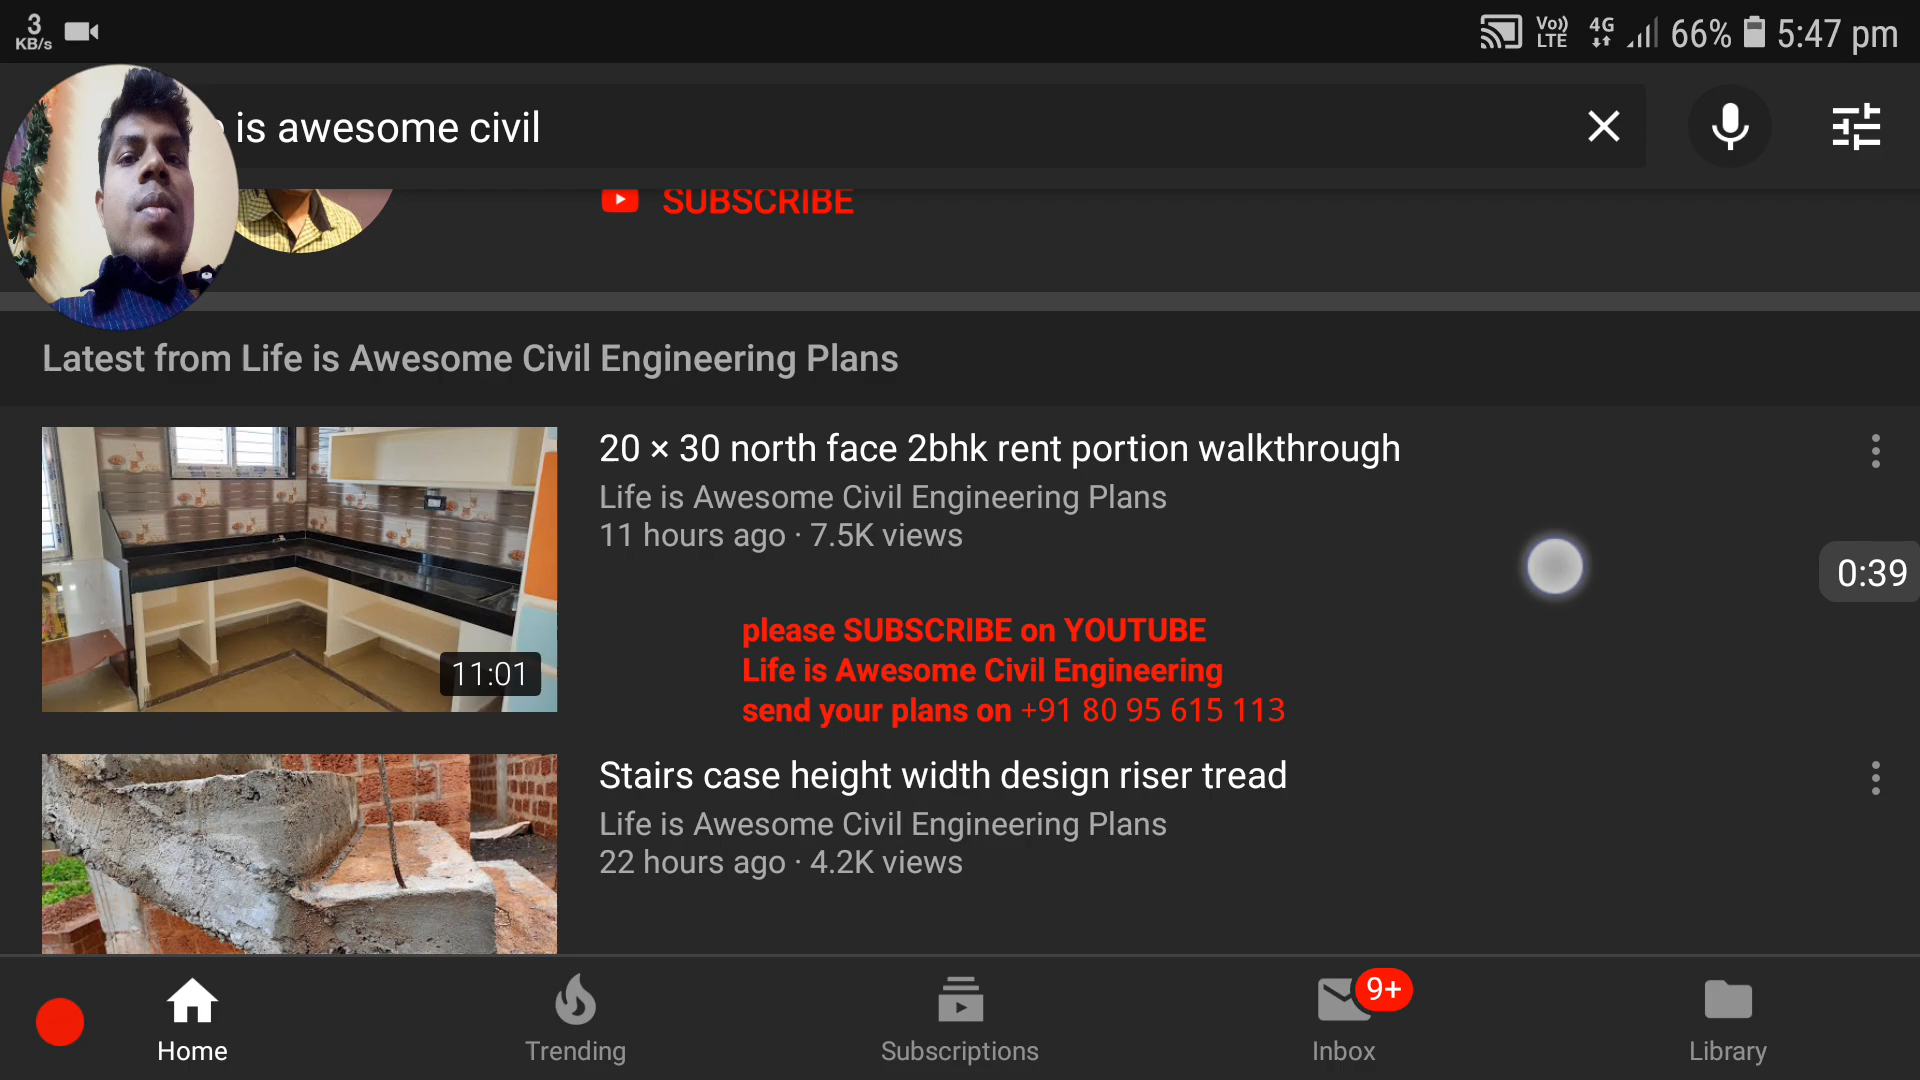 3
KB/s
Vo))
LTE
4G
66%
5:47 pm
is awesome civil
SUBSCRIBE
Latest from Life is Awesome Civil Engineering Plans
20 × 30 north face 2bhk rent portion walkthrough
Life is Awesome Civil Engineering Plans
11 hours ago · 7.5K views
0:39
please SUBSCRIBE on YOUTUBE
Life is Awesome Civil Engineering
send your plans on +91 80 95 615 113
11:01
Stairs case height width design riser tread
Life is Awesome Civil Engineering Plans
22 hours ago · 4.2K views
9+
Home
Trending
Subscriptions
Inbox
Library